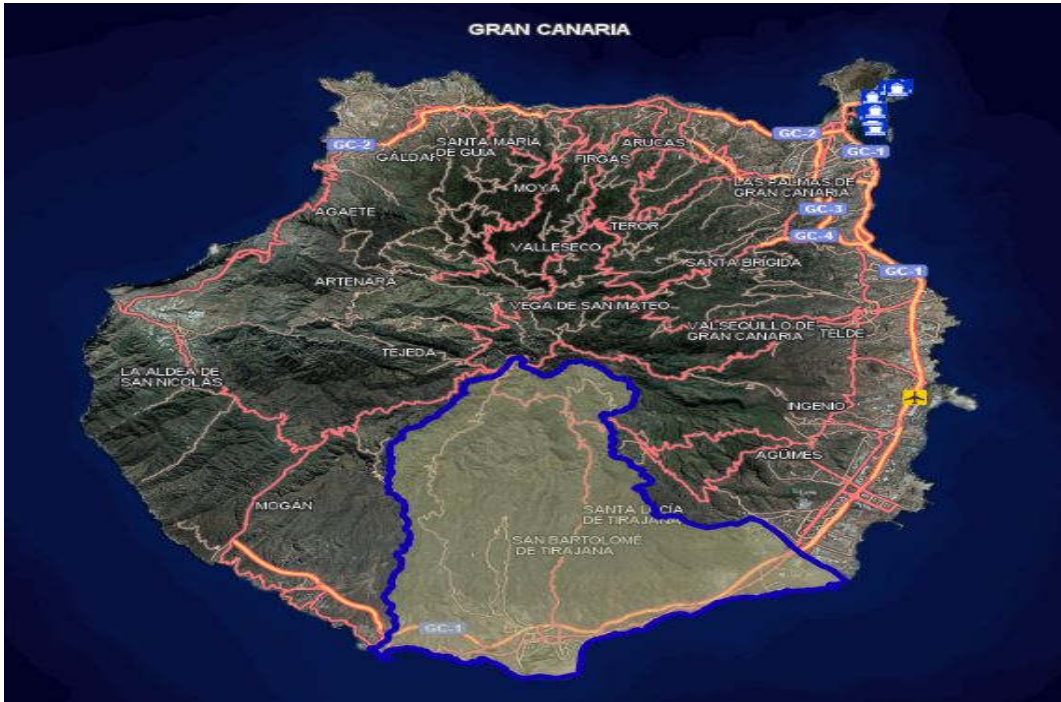 GRAN CANARIA
GC-2
GC-2
GC-1
SANTA MARÍA
DE GUIA
GÁLDAR
FIRGAS
ARUCAS
MOYA
LAS PALMAS DE
GRAN CANARIA
AGAETE
GC-3
TEROR
GC-4
VALLESECO
SANTA BRÍGIDA
GC-1
ARTENARA
VEGA DE SAN MATEO
VALSEQUILLO DE
GRAN CANARIA
TELDE
TEJEDA
LA ALDEA DE
SAN NICOLÁS
INGENIO
AGÜIMES
MOGÁN
SANTA LUCÍA
DE TIRAJANA
SAN BARTOLOMÉ
DE TIRAJANA
GC-1